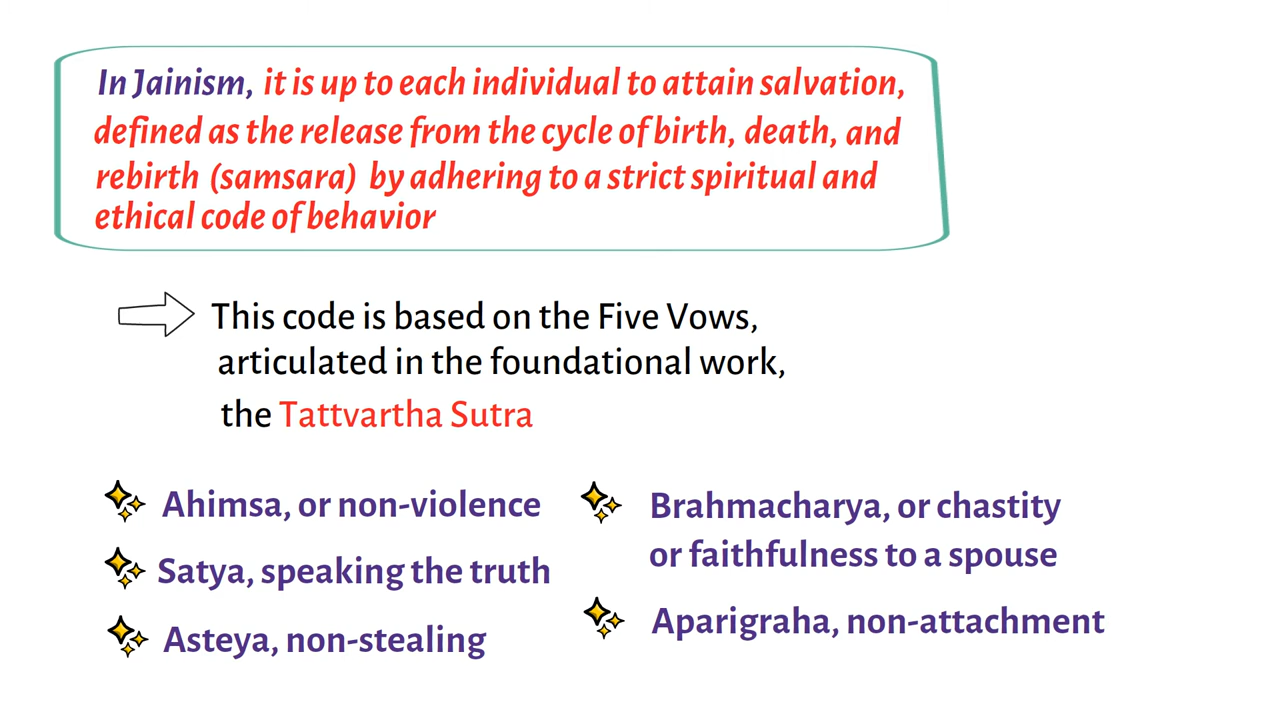 In Jainism, it is up to each individual to attain salvation,
defined as the release from the cycle of birth, death, and
rebirth (samsara) by adhering to a strict spiritual and
ethical code of behavior
This code is based on the Five Vows,
articulated in the foundational work,
the Tattvartha Sutra
Ahimsa, or non-violence
Satya, speaking the truth
Asteya, non-stealing
Brahmacharya, or chastity
or faithfulness to a spouse
Aparigraha, non-attachment